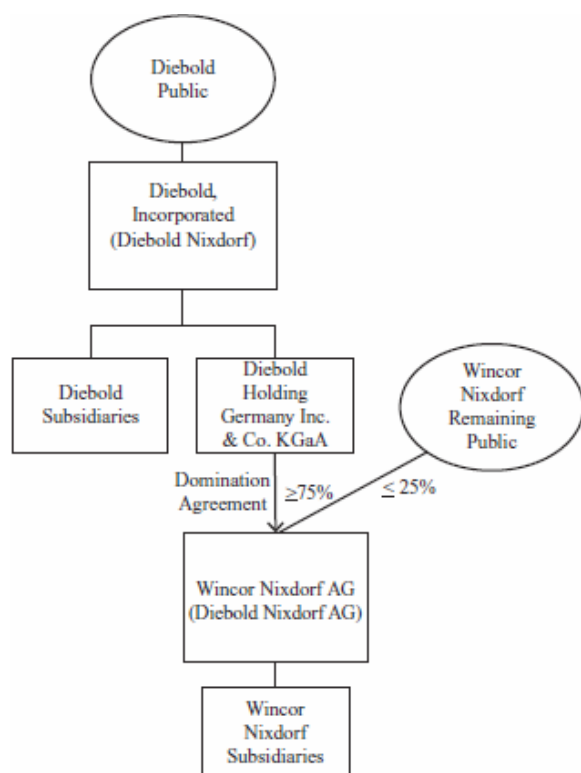 Diebold
Public
Diebold,
Incorporated
(Diebold Nixdorf)
Diebold
Subsidiaries
Diebold
Holding
Germany Inc.
& Co. KGaA
Wincor
Nixdorf
Remaining
Public
Domination
Agreement
≥75%
≤ 25%
Wincor Nixdorf AG
(Diebold Nixdorf AG)
Wincor
Nixdorf
Subsidiaries